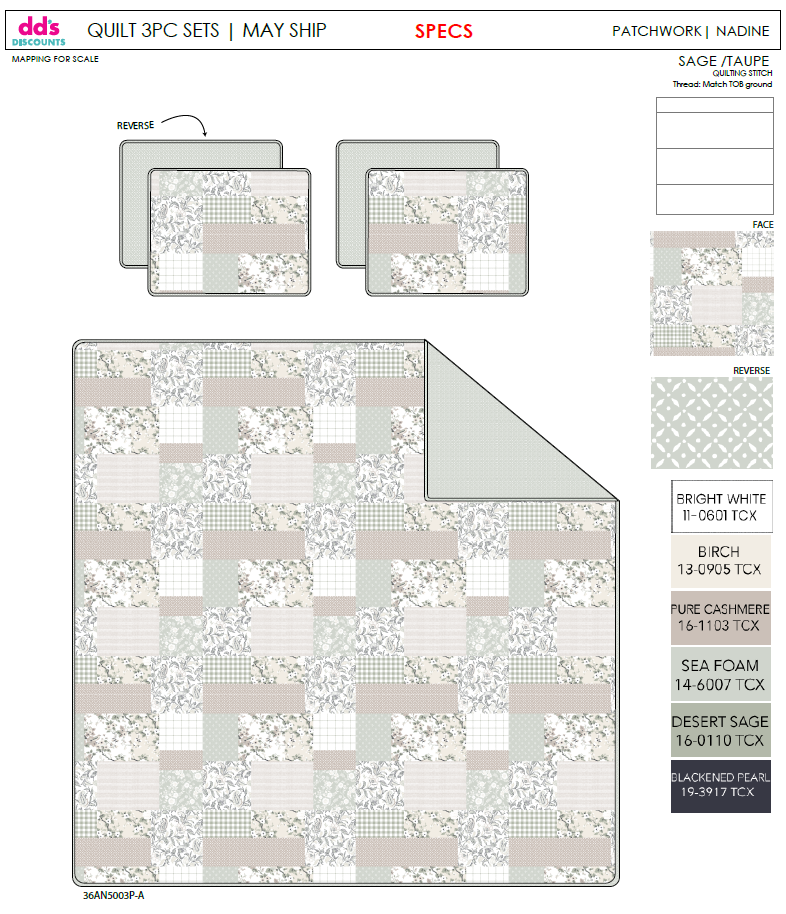 dd's
DISCOUNTS
QUILT 3PC SETS | MAY SHIP
SPECS
PATCHWORK| NADINE
MAPPING FOR SCALE
SAGE /TAUPE
QUILTING STITCH
Thread: Match TOB ground
REVERSE
FACE
REVERSE
BRIGHT WHITE
11-0601 TCX
BIRCH
13-0905 TCX
PURE CASHMERE
16-1103 TCX
SEA FOAM
14-6007 TCX
DESERT SAGE
16-0110 TCX
BLACKENED PEARL
19-3917 TCX
36AN5003P-A